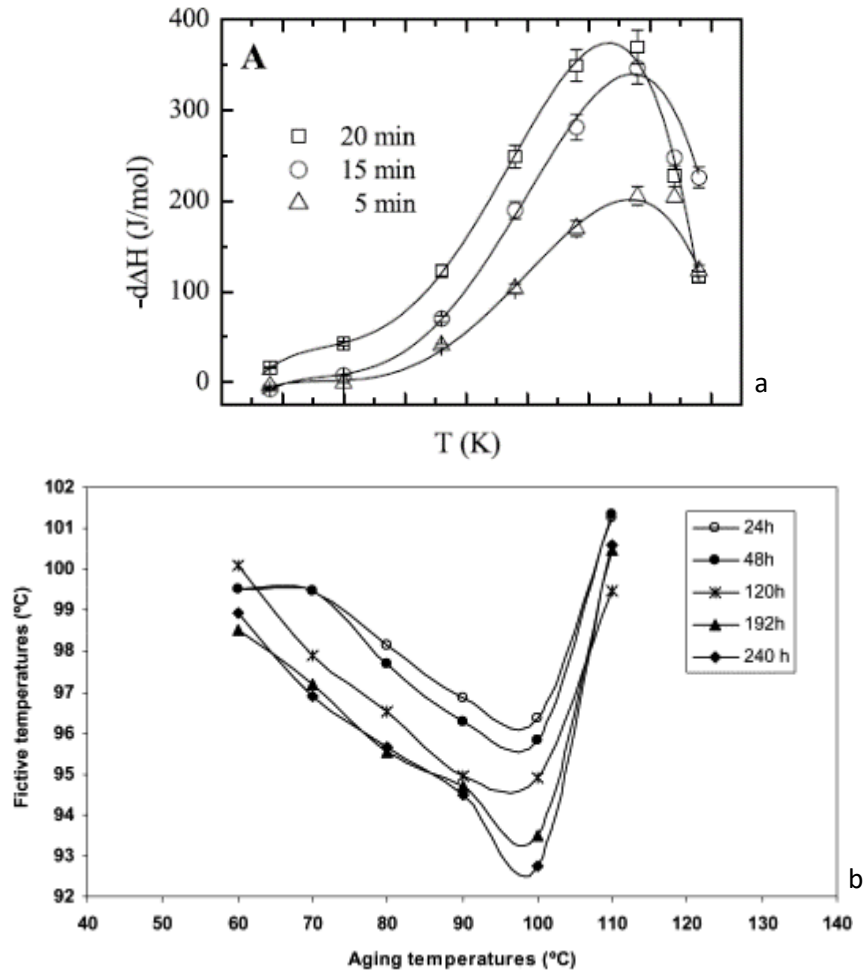 400
A
300
20 min
15 min
5 min
200
100
0
-dΔH (J/mol)
T (K)
a
102
101
100
99
98
97
96
95
94
93
92
24h
48h
120h
192h
240 h
Fictive temperatures (ºC)
40 50 60 70 80 90 100 110 120 130 140
Aging temperatures (ºC)
b